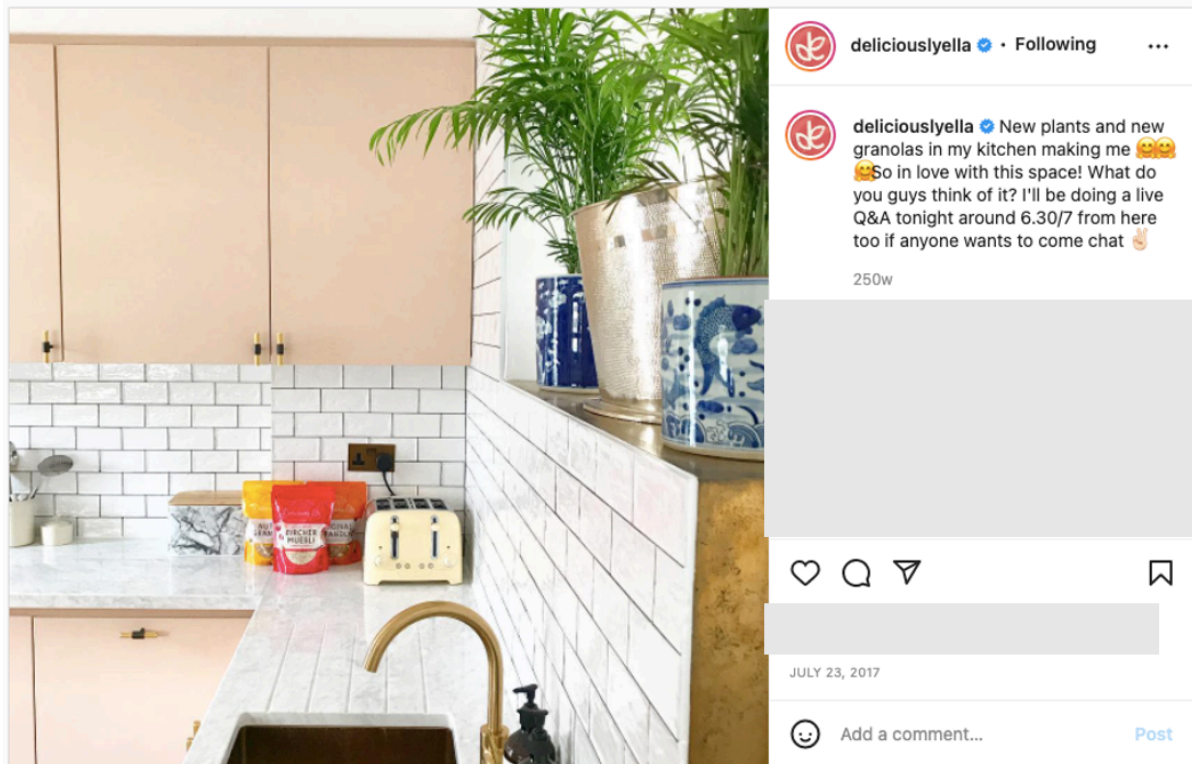 deliciouslyella • Following
deliciouslyella New plants and new
granolas in my kitchen making me 🤗🤗
🤗So in love with this space! What do
you guys think of it? I'll be doing a live
Q&A tonight around 6.30/7 from here
too if anyone wants to come chat ✌🏻
250w
BIRCHER
MUESLI
JULY 23, 2017
Add a comment...
Post